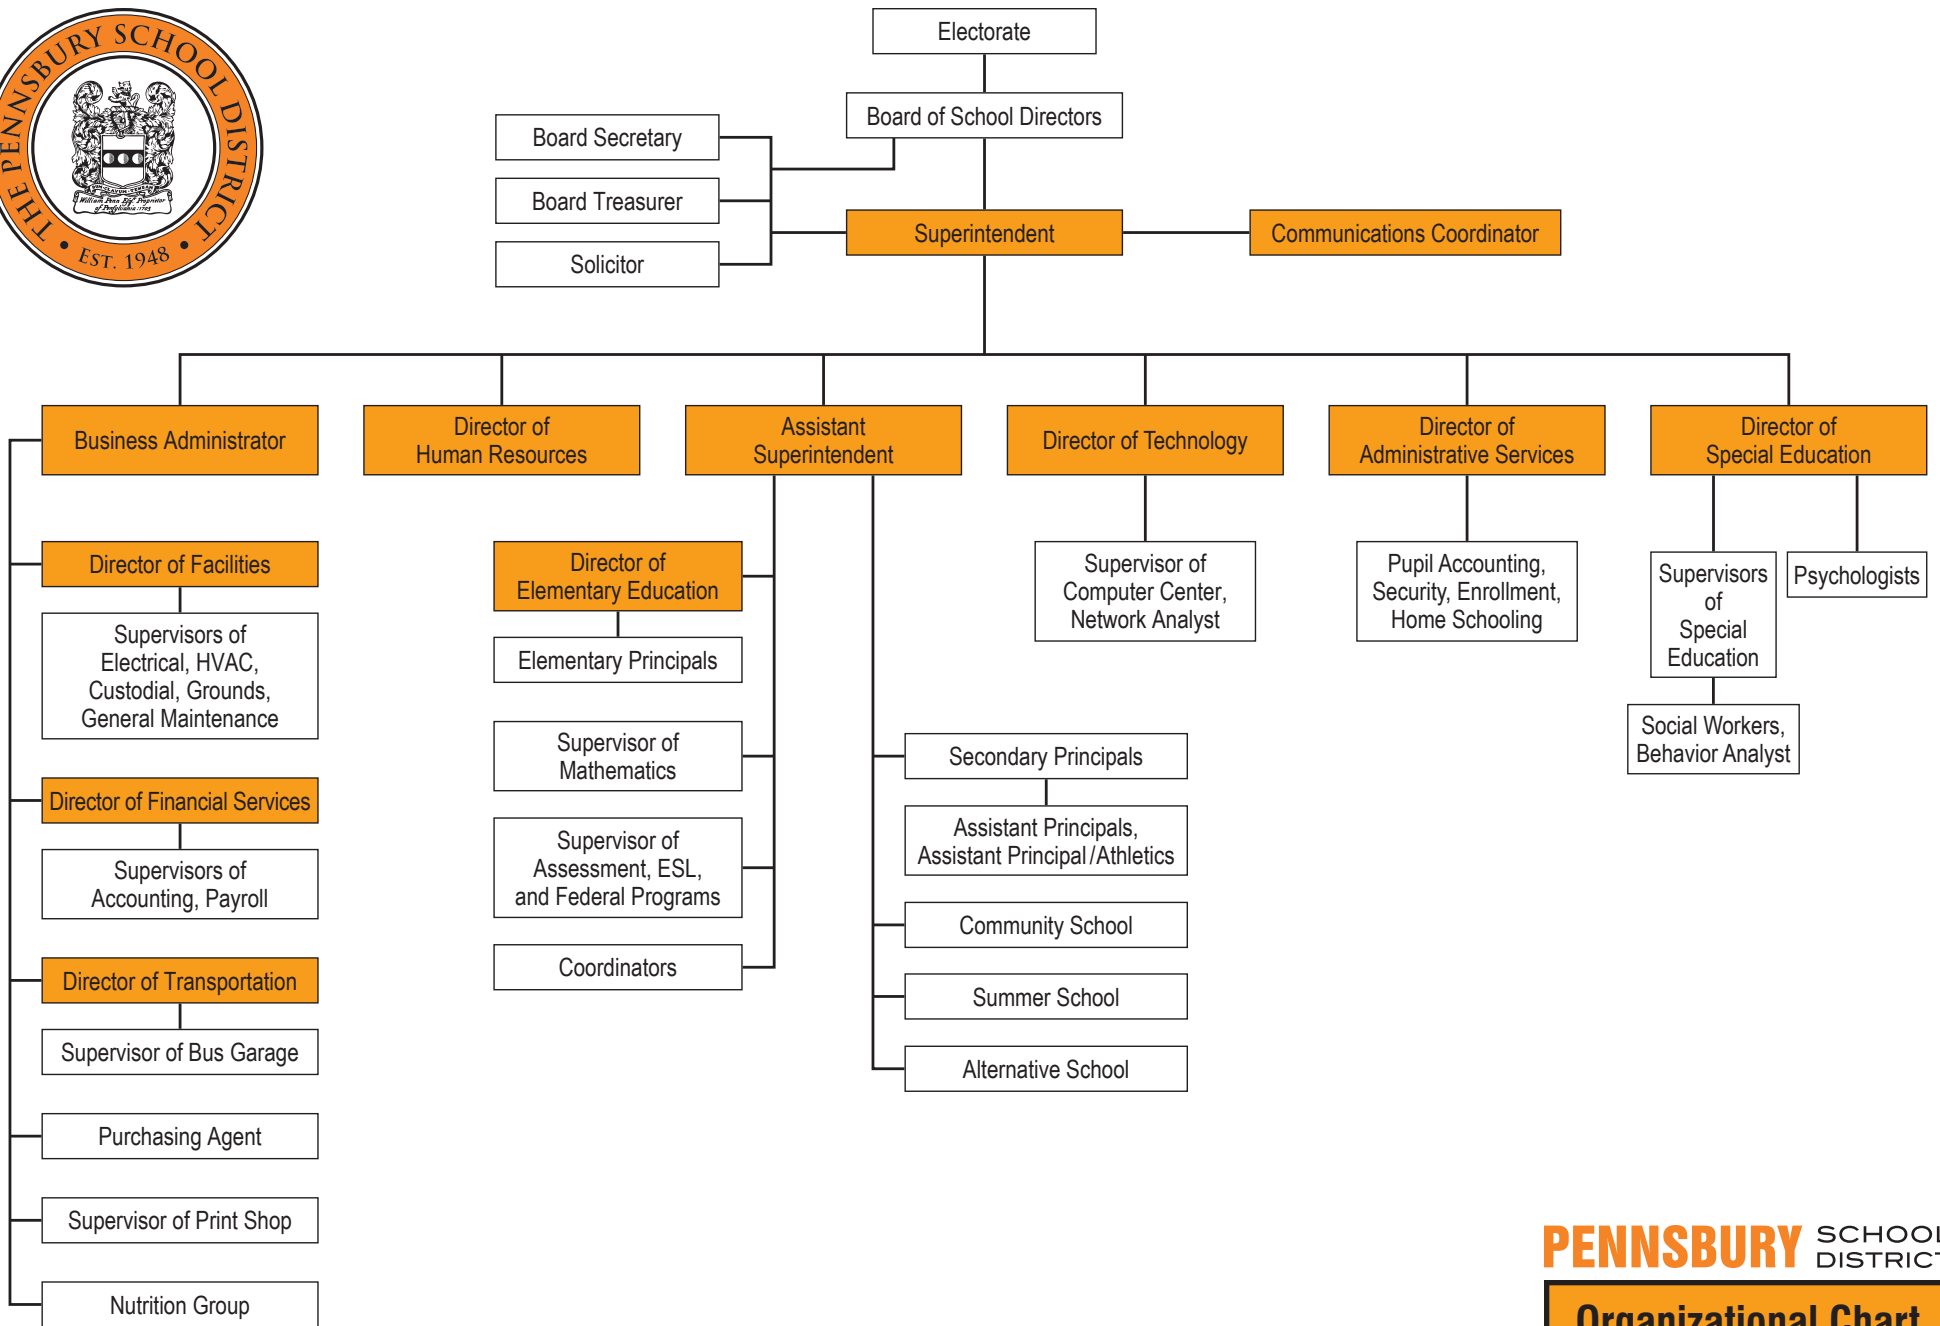 THE PENNSBURY SCHOOL DISTRICT
• EST. 1948 •
William Penn Esq. Proprietor
Electorate
Board of School Directors
Board Secretary
Board Treasurer
Solicitor
Superintendent
Communications Coordinator
Business Administrator
Director of
Human Resources
Assistant
Superintendent
Director of Technology
Director of
Administrative Services
Director of
Special Education
Director of Facilities
Supervisors of
Electrical, HVAC,
Custodial, Grounds,
General Maintenance
Director of Financial Services
Supervisors of
Accounting, Payroll
Director of Transportation
Supervisor of Bus Garage
Purchasing Agent
Supervisor of Print Shop
Nutrition Group
Director of
Elementary Education
Elementary Principals
Supervisor of
Mathematics
Supervisor of
Assessment, ESL,
and Federal Programs
Coordinators
Secondary Principals
Assistant Principals,
Assistant Principal/Athletics
Community School
Summer School
Alternative School
Supervisor of
Computer Center,
Network Analyst
Pupil Accounting,
Security, Enrollment,
Home Schooling
Supervisors
of
Special
Education
Psychologists
Social Workers,
Behavior Analyst
PENNSBURY SCHOOL
DISTRICT
Organizational Chart